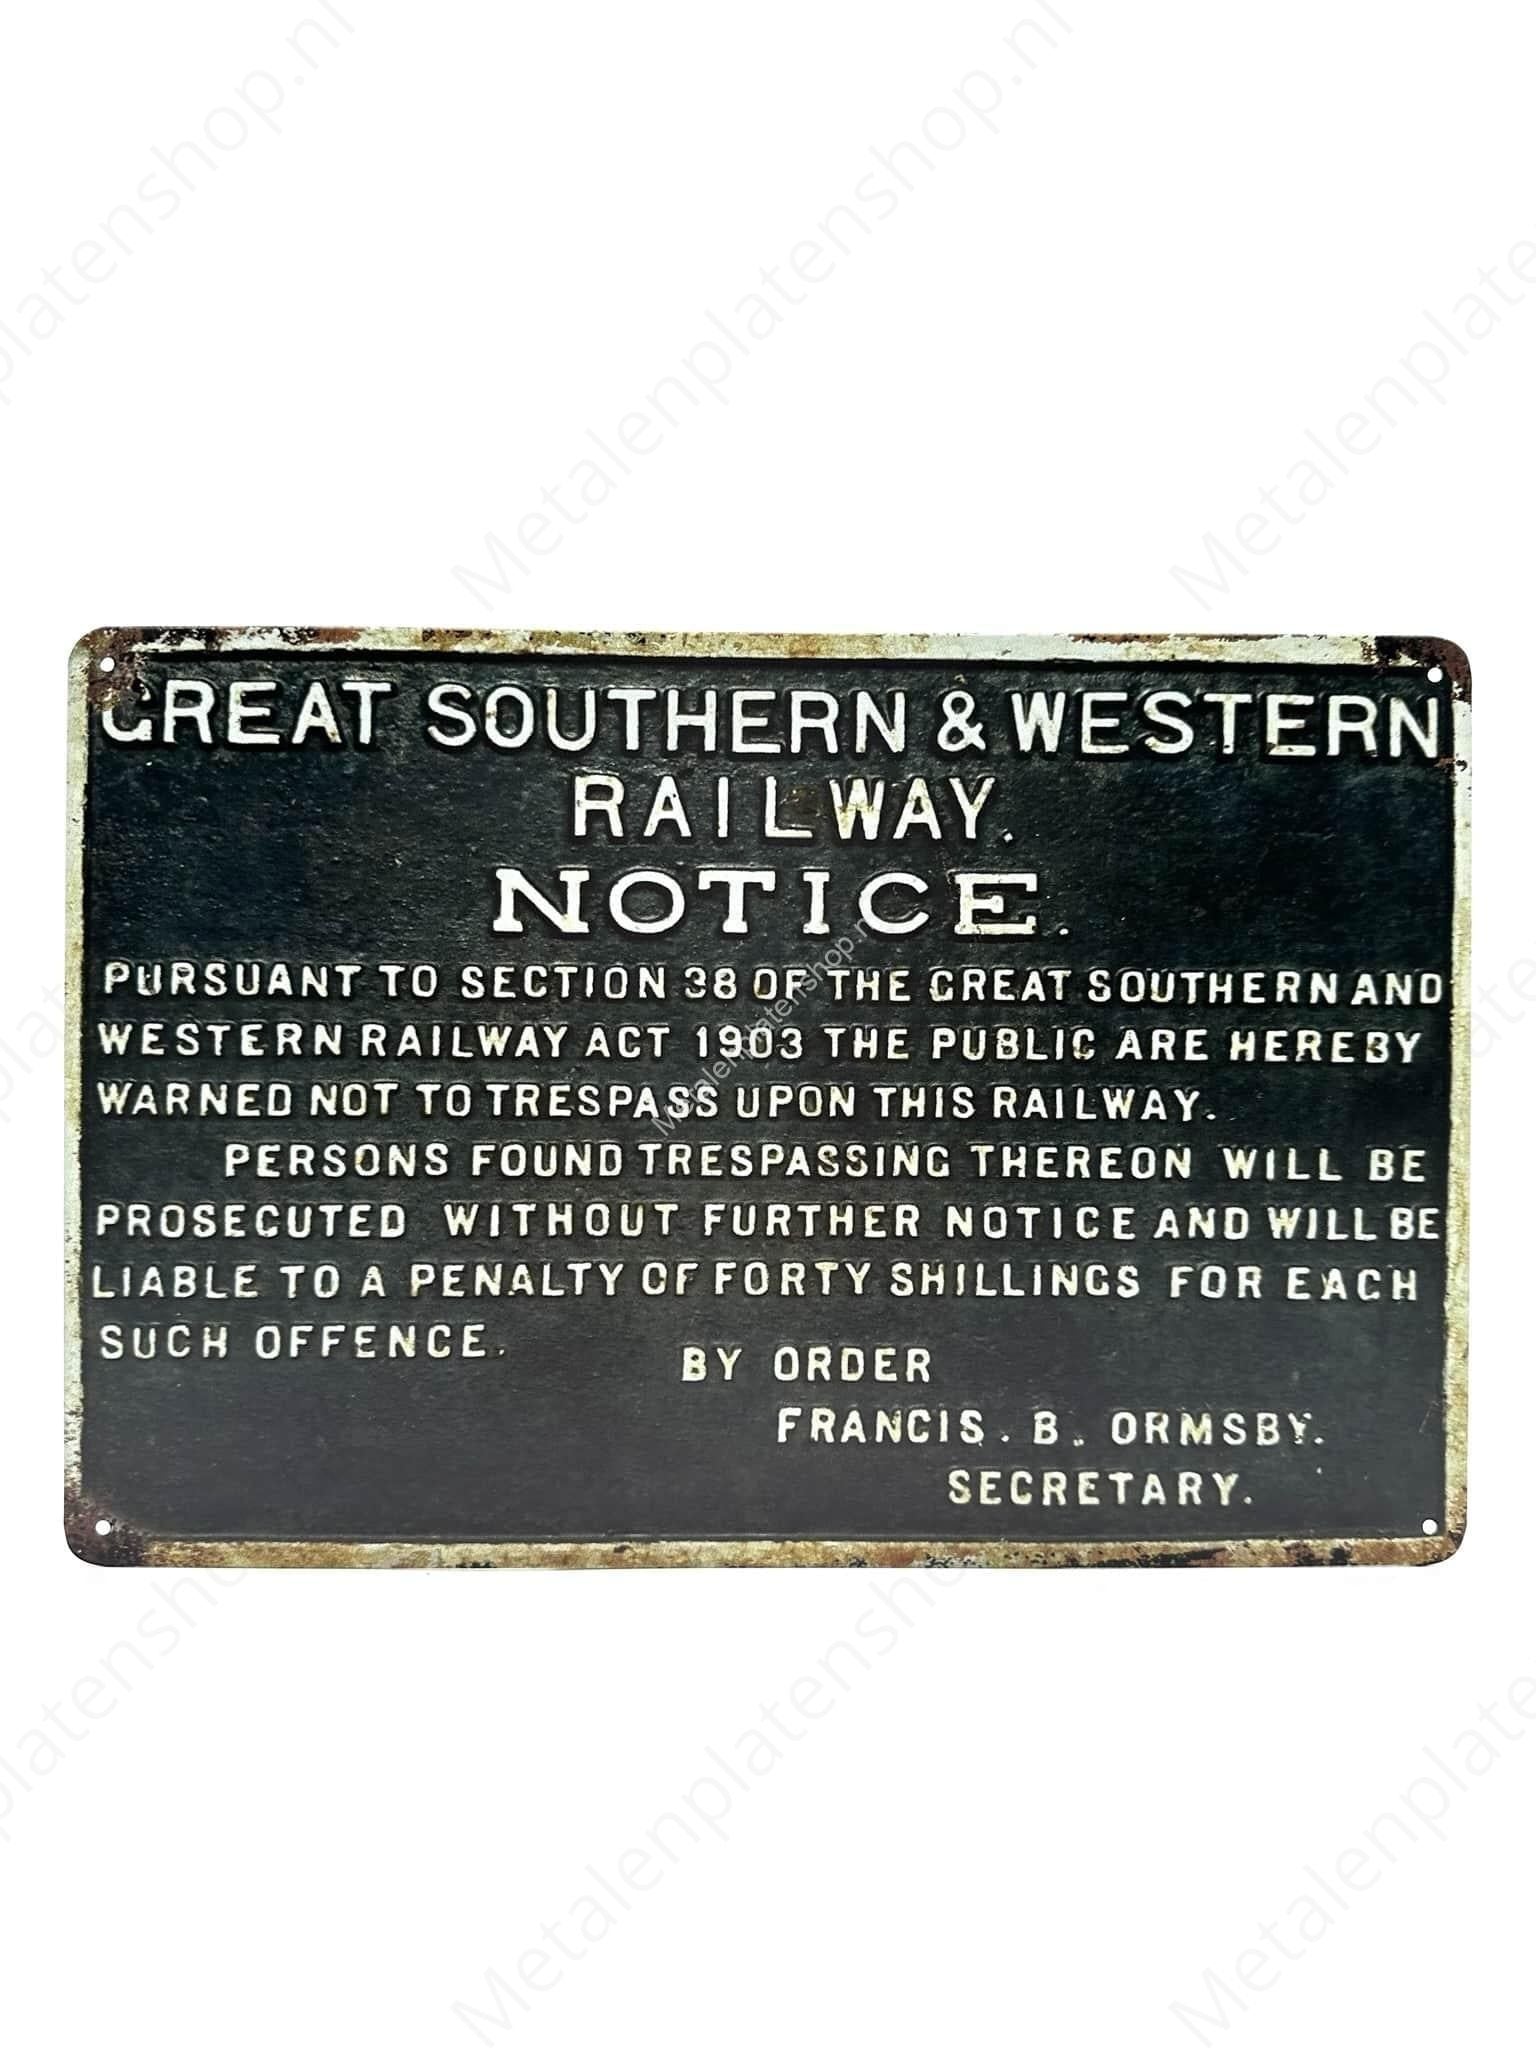 GREAT SOUTHERN & WESTERN
RAILWAY.
NOTICE.
PURSUANT TO SECTION 38 OF THE GREAT SOUTHERN AND
WESTERN RAILWAY ACT 1903 THE PUBLIC ARE HEREBY
WARNED NOT TO TRESPASS UPON THIS RAILWAY.
PERSONS FOUND TRESPASSING THEREON WILL BE
PROSECUTED WITHOUT FURTHER NOTICE AND WILL BE
LIABLE TO A PENALTY OF FORTY SHILLINGS FOR EACH
SUCH OFFENCE.
BY ORDER
FRANCIS. B. ORMSBY.
SECRETARY.
Metalenplatenshop.nl